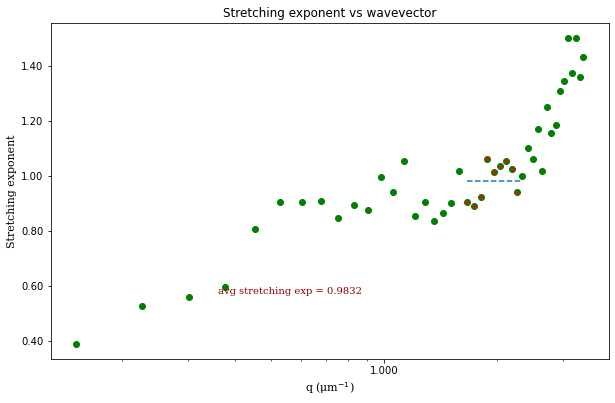 Stretching exponent vs wavevector
1.40
1.20
1.00
0.80
0.60
0.40
Stretching exponent
avg stretching exp = 0.9832
1.000
q (μm⁻¹)